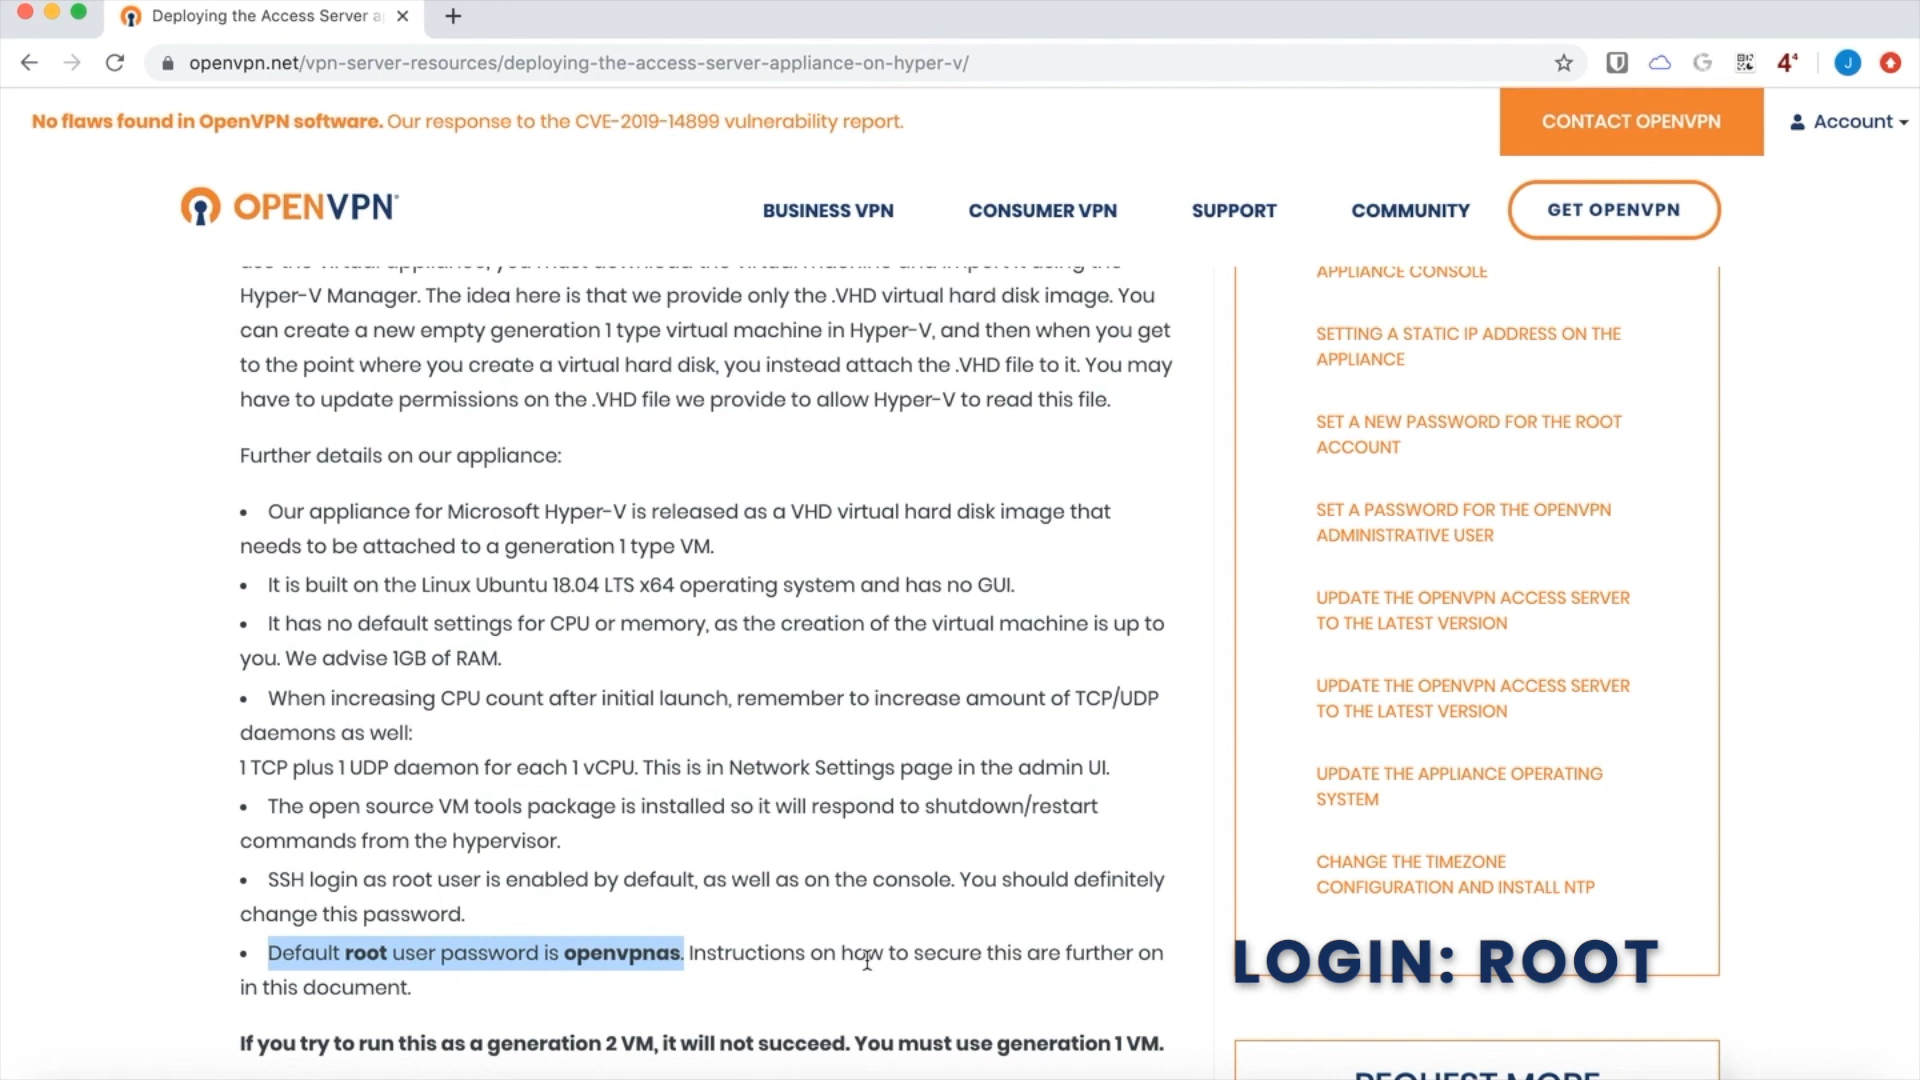 Deploying the Access Server a
openvpn.net/vpn-server-resources/deploying-the-access-server-appliance-on-hyper-v/
4⁴
J
No flaws found in OpenVPN software. Our response to the CVE-2019-14899 vulnerability report.
CONTACT OPENVPN
Account
OPENVPN
BUSINESS VPN
CONSUMER VPN
SUPPORT
COMMUNITY
GET OPENVPN
use the virtual appliance, you must download the virtual machine and import it using the
Hyper-V Manager. The idea here is that we provide only the .VHD virtual hard disk image. You
can create a new empty generation 1 type virtual machine in Hyper-V, and then when you get
to the point where you create a virtual hard disk, you instead attach the .VHD file to it. You may
have to update permissions on the .VHD file we provide to allow Hyper-V to read this file.
Further details on our appliance:
• Our appliance for Microsoft Hyper-V is released as a VHD virtual hard disk image that
needs to be attached to a generation 1 type VM.
• It is built on the Linux Ubuntu 18.04 LTS x64 operating system and has no GUI.
• It has no default settings for CPU or memory, as the creation of the virtual machine is up to
you. We advise 1GB of RAM.
• When increasing CPU count after initial launch, remember to increase amount of TCP/UDP
daemons as well:
1 TCP plus 1 UDP daemon for each 1 vCPU. This is in Network Settings page in the admin UI.
• The open source VM tools package is installed so it will respond to shutdown/restart
commands from the hypervisor.
• SSH login as root user is enabled by default, as well as on the console. You should definitely
change this password.
• Default root user password is openvpnas. Instructions on how to secure this are further on
in this document.
If you try to run this as a generation 2 VM, it will not succeed. You must use generation 1 VM.
APPLIANCE CONSOLE
SETTING A STATIC IP ADDRESS ON THE
APPLIANCE
SET A NEW PASSWORD FOR THE ROOT
ACCOUNT
SET A PASSWORD FOR THE OPENVPN
ADMINISTRATIVE USER
UPDATE THE OPENVPN ACCESS SERVER
TO THE LATEST VERSION
UPDATE THE OPENVPN ACCESS SERVER
TO THE LATEST VERSION
UPDATE THE APPLIANCE OPERATING
SYSTEM
CHANGE THE TIMEZONE
CONFIGURATION AND INSTALL NTP
LOGIN: ROOT
REQUEST MORE